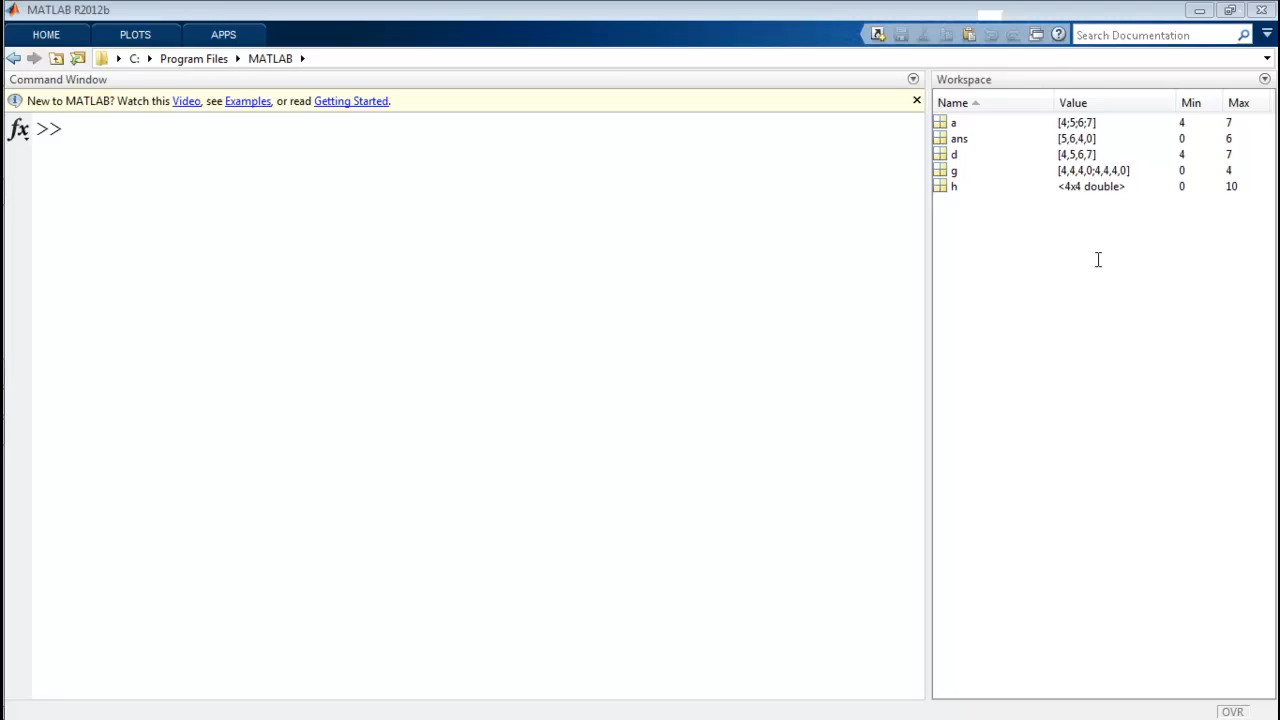 MATLAB R2012b
HOME PLOTS APPS Search Documentation
C: Program Files MATLAB
Command Window
New to MATLAB? Watch this Video, see Examples, or read Getting Started.
fx >>
Workspace
Name Value Min Max
a [4;5;6;7] 4 7
ans [5,6,4,0] 0 6
d [4,5,6,7] 4 7
g [4,4,4,0;4,4,4,0] 0 4
h <4x4 double> 0 10
OVR